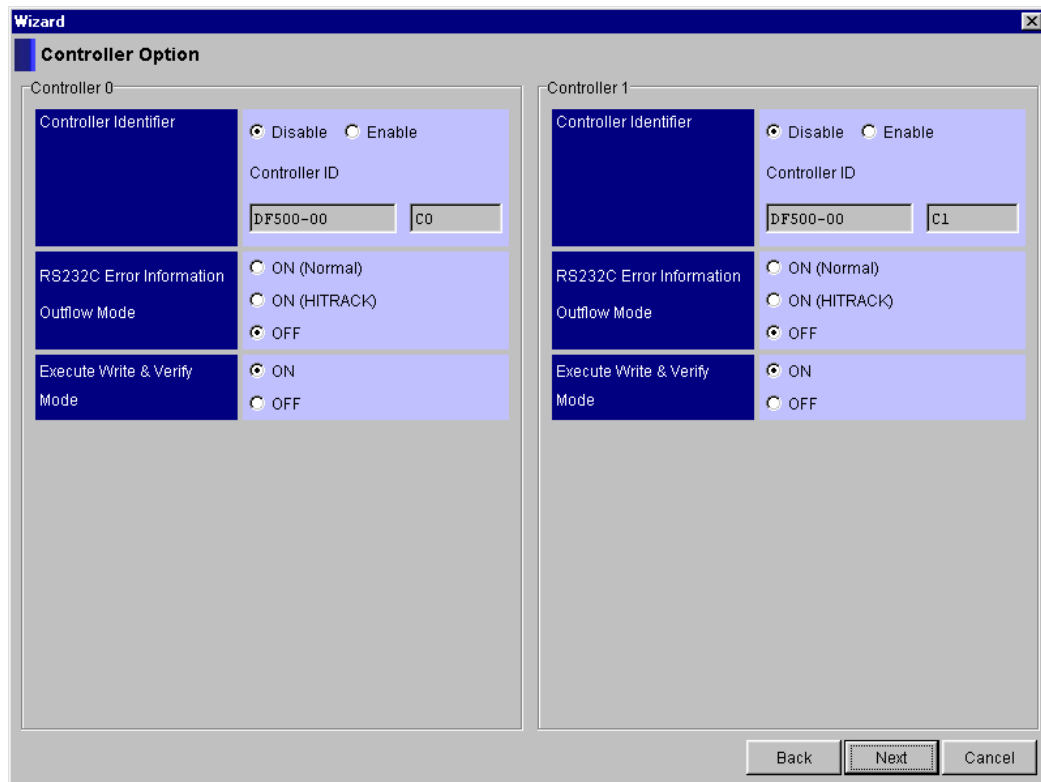 Wizard
Controller Option
Controller 0
Controller Identifier
Disable Enable
Controller ID
DF500-00 C0
RS232C Error Information
Outflow Mode
ON (Normal)
ON (HITRACK)
OFF
Execute Write & Verify
Mode
ON
OFF
Controller 1
Controller Identifier
Disable Enable
Controller ID
DF500-00 C1
RS232C Error Information
Outflow Mode
ON (Normal)
ON (HITRACK)
OFF
Execute Write & Verify
Mode
ON
OFF
Back Next Cancel